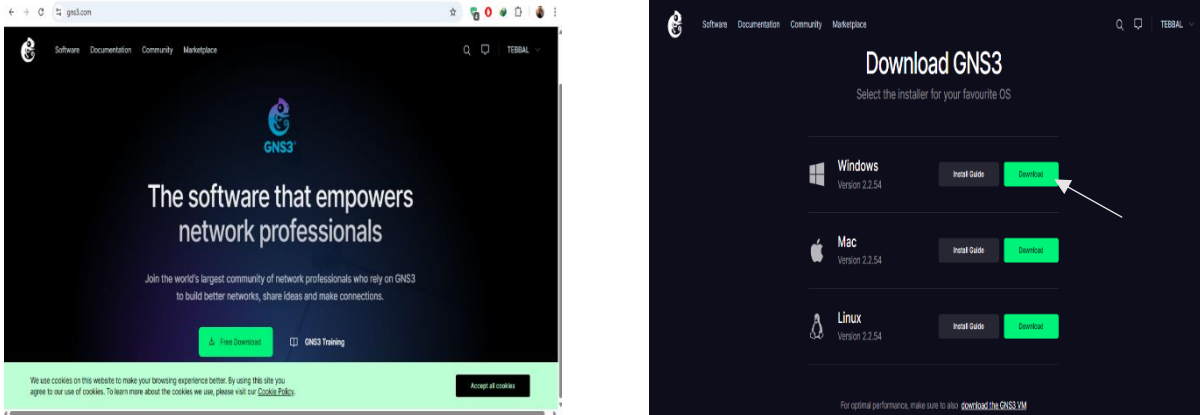 gns3.com
Software Documentation Community Marketplace
TEBBAL
GNS3
The software that empowers
network professionals
Join the world's largest community of network professionals who rely on GNS3
to build better networks, share ideas and make connections.
Free Download
GNS3 Training
We use cookies on this website to make your browsing experience better. By using this site you
agree to our use of cookies. To learn more about the cookies we use, please visit our Cookie Policy.
Accept all cookies
Software Documentation Community Marketplace
TEBBAL
Download GNS3
Select the installer for your favourite OS
Windows
Version 2.2.54
Install Guide
Download
Mac
Version 2.2.54
Install Guide
Download
Linux
Version 2.2.54
Install Guide
Download
For optimal performance, make sure to also download the GNS3 VM